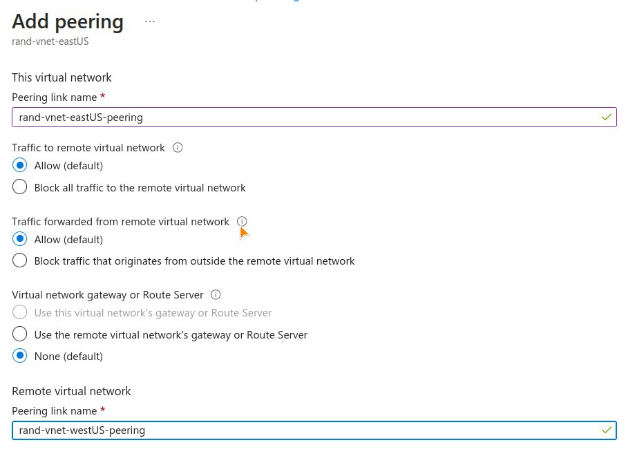 Add peering ...
rand-vnet-eastUS
This virtual network
Peering link name *
rand-vnet-eastUS-peering
Traffic to remote virtual network
Allow (default)
Block all traffic to the remote virtual network
Traffic forwarded from remote virtual network
Allow (default)
Block traffic that originates from outside the remote virtual network
Virtual network gateway or Route Server
Use this virtual network's gateway or Route Server
Use the remote virtual network's gateway or Route Server
None (default)
Remote virtual network
Peering link name *
rand-vnet-westUS-peering